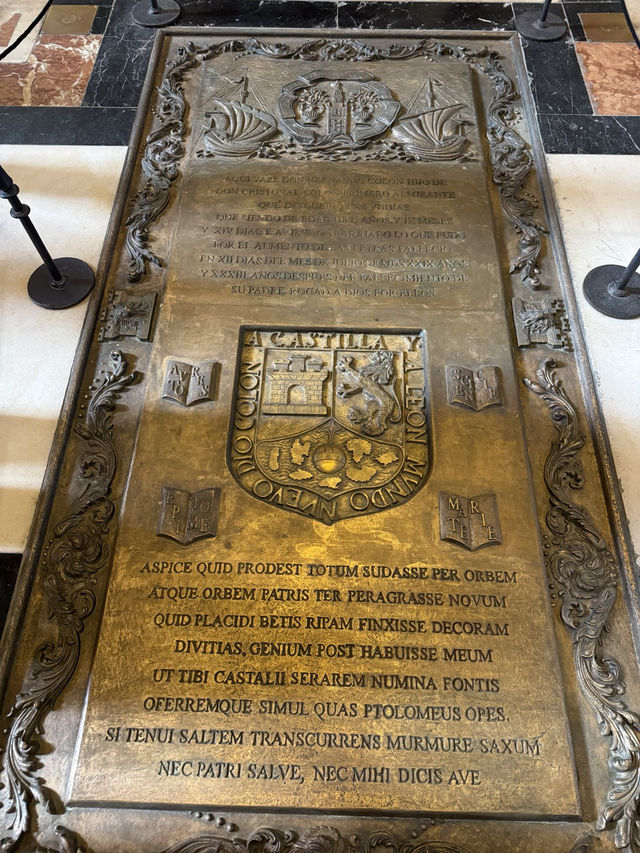 AQUI YAZE DON HERNANDO COLON HIJO DE
DON CRISTOVAL COLON PRIMERO ALMIRANTE
QUE DESCUBRIO LAS YNDIAS
QUE SIENDO DE EDAD DE L AÑOS Y IX MESES
Y XIV DIAS E AVIENDO TRABAJADO LO QUE PUDO
POR EL AUMENTO DE LAS LETRAS FALLECIO
EN XII DIAS DEL MES DE JULIO DE MDXXXIX AÑOS
Y XXXIII AÑOS DESPUES DEL FALLECIMIENTO DE
SU PADRE ROGAD A DIOS POR ELLOS
A CASTILLA Y A LEON MUNDO NUEVO DIO COLON
EPITOME
MATERIE
ASPICE QUID PRODEST TOTUM SUDASSE PER ORBEM
ATQUE ORBEM PATRIS TER PERAGRASSE NOVUM
QUID PLACIDI BETIS RIPAM FINXISSE DECORAM
DIVITIAS, GENIUM POST HABUISSE MEUM
UT TIBI CASTALII SERAREM NUMINA FONTIS
OFERREMQUE SIMUL QUAS PTOLOMEUS OPES,
SI TENUI SALTEM TRANSCURRENS MURMURE SAXUM
NEC PATRI SALVE, NEC MIHI DICIS AVE